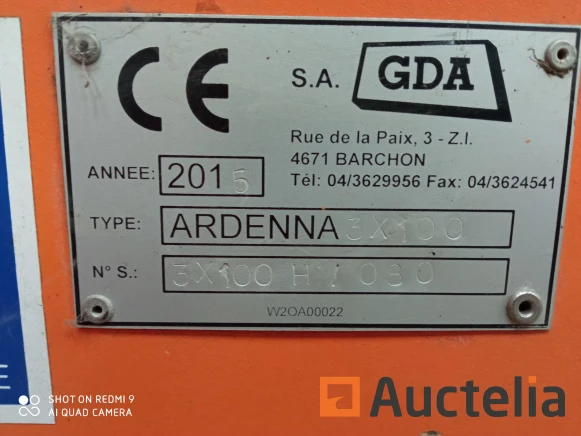 CE
S.A. GDA
Rue de la Paix, 3 - Z.I.
4671 BARCHON
Tél: 04/3629956 Fax: 04/3624541
ANNEE: 2015
TYPE: ARDENNA 3X100
N° S.: 3X100 H / 030
W2OA00022
E
SHOT ON REDMI 9
AI QUAD CAMERA
Auctelia